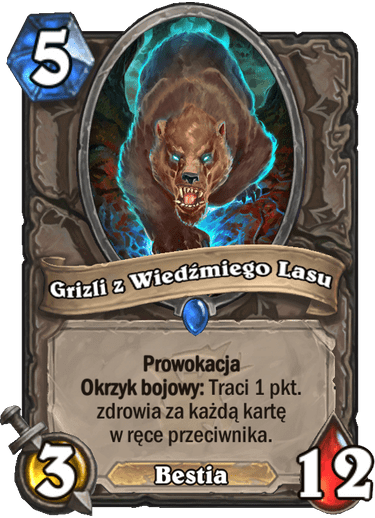 5
Grizli z Wiedźmiego Lasu
Prowokacja
Okrzyk bojowy: Traci 1 pkt.
zdrowia za każdą kartę
w ręce przeciwnika.
3
Bestia
12